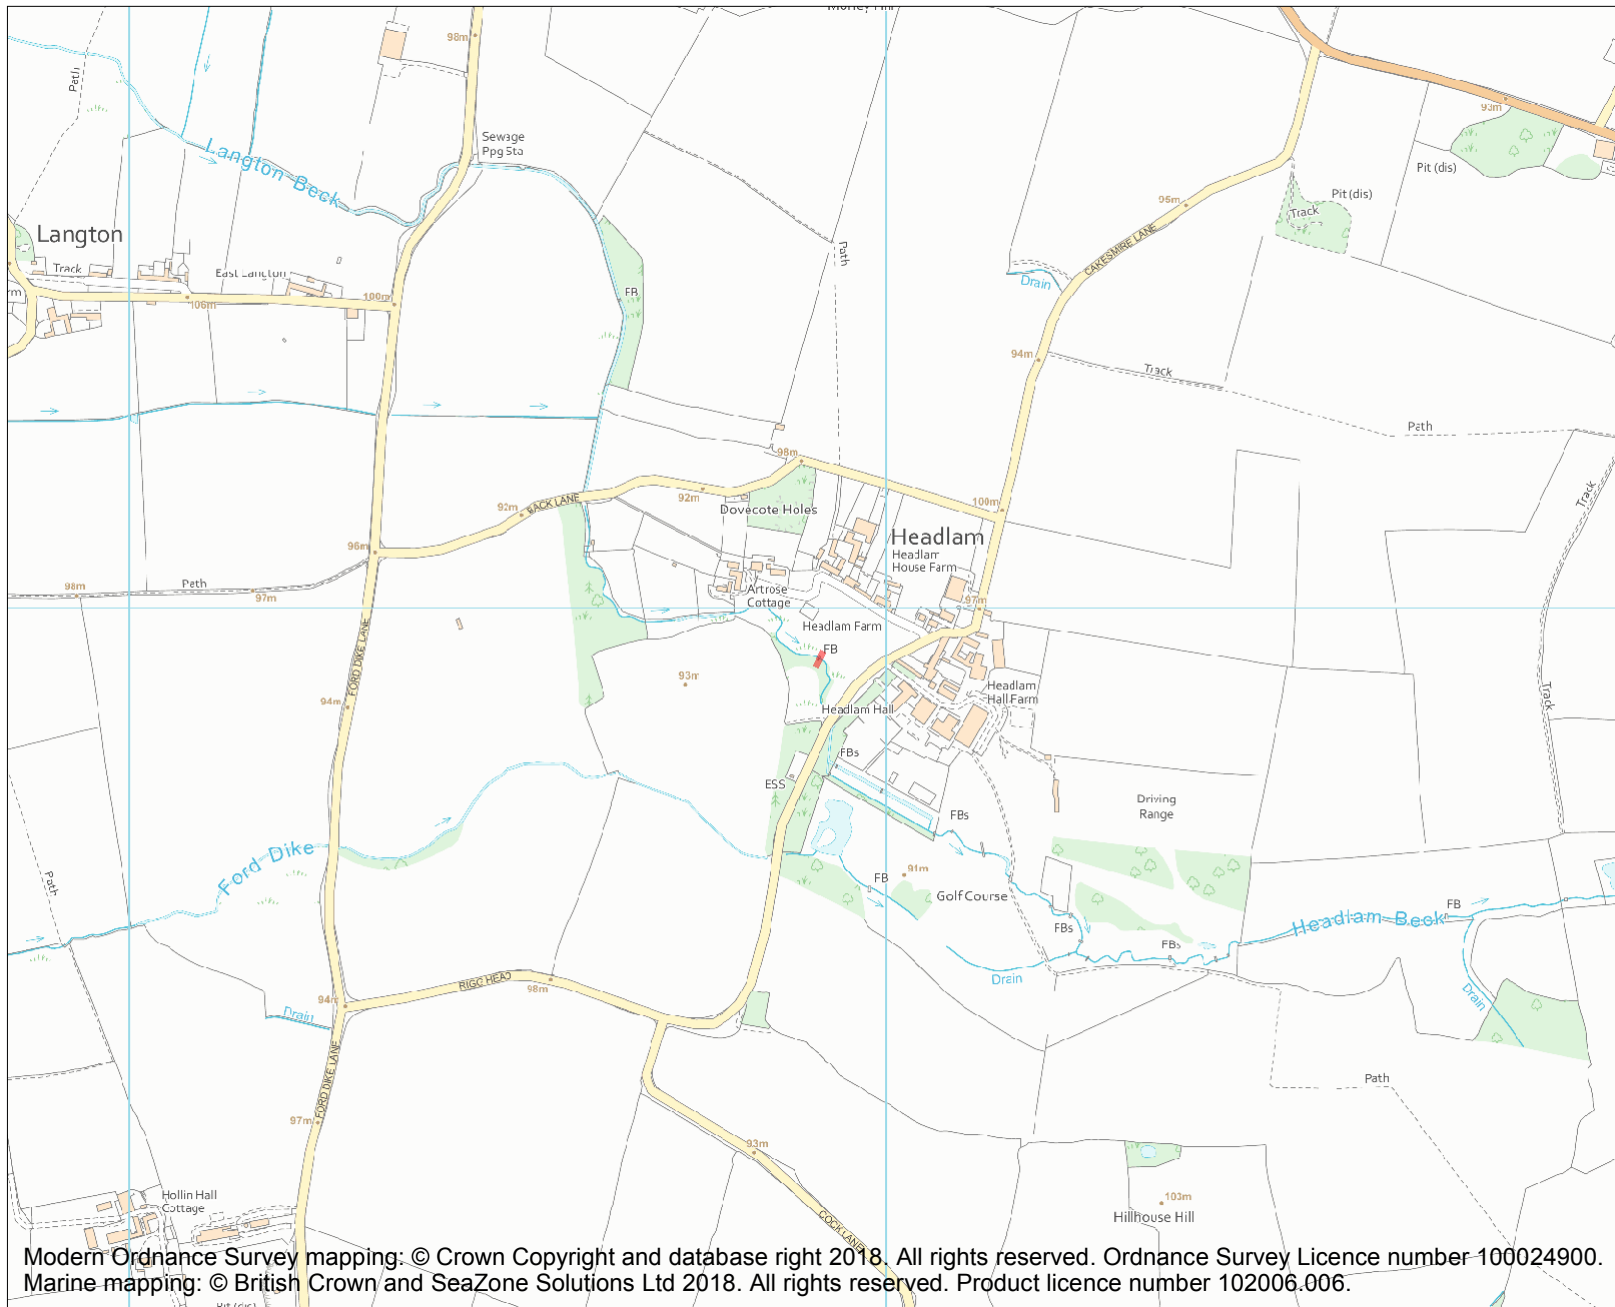 98m
Path
93m
Sewage
Ppg Sta
Langton Beck
Pit (dis)
Pit (dis)
Track
95m
Langton
Path
CAKESMIRE LANE
Track
East Langton
Drain
106m
100m
FB
94m
Track
Path
98m
100m
Track
92m
BACK LANE
92m
Dovecote Holes
Headlam
Headlam
House Farm
96m
98m
Path
97m
Artrose
Cottage
97m
Headlam Farm
FORD DIKE LANE
FB
93m
Headlam
Hall Farm
94m
Headlam Hall
Track
FBs
ESS
Driving
Range
FBs
Ford Dike
Path
91m
FB
Golf Course
FB
Headlam Beck
FBs
FBs
Drain
RIGG HEAD
98m
94m
Drain
Drain
FORD DIKE LANE
Path
97m
93m
Hollin Hall
Cottage
103m
Hillhouse Hill
COCK LANE
Modern Ordnance Survey mapping: © Crown Copyright and database right 2018. All rights reserved. Ordnance Survey Licence number 100024900.
Marine mapping: © British Crown and SeaZone Solutions Ltd 2018. All rights reserved. Product licence number 102006.006.